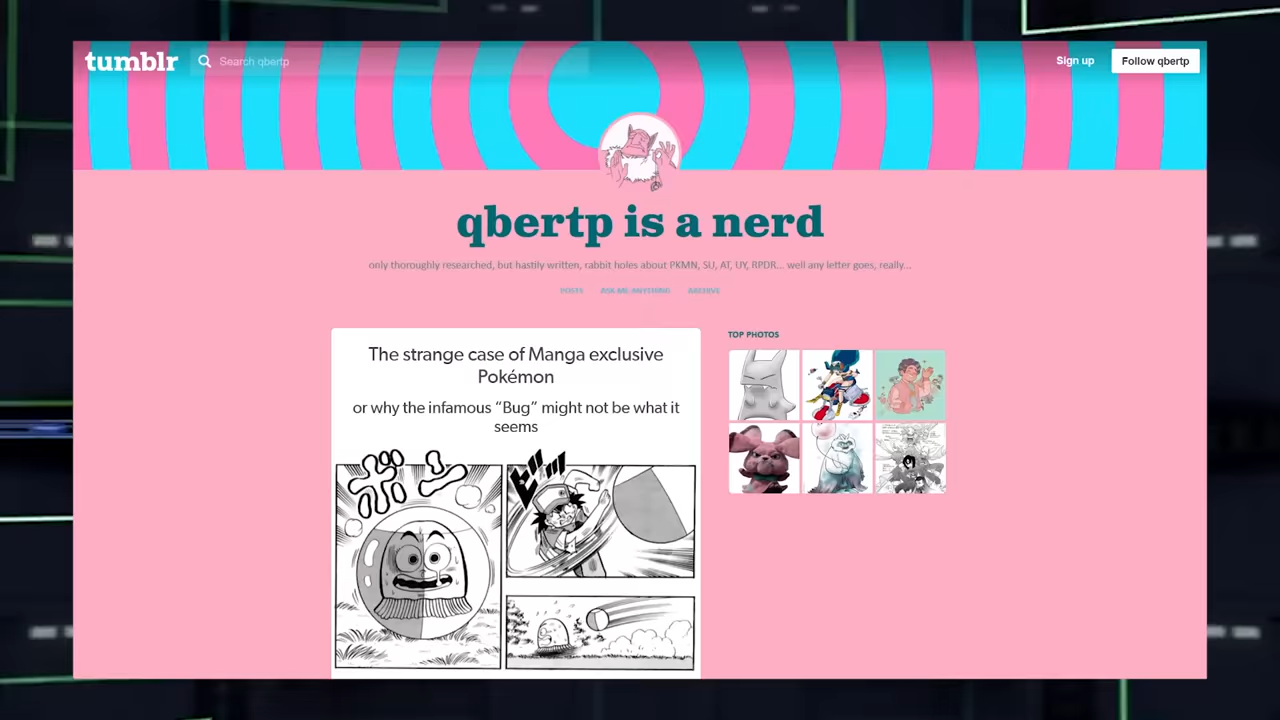 tumblr
Search qbertp
Sign up
Follow qbertp
qbertp is a nerd
only thoroughly researched, but hastily written, rabbit holes about PKMN, SU, AT, UY, RPDR... well any letter goes, really...
POSTS
ASK ME ANYTHING
ARCHIVE
The strange case of Manga exclusive
Pokémon
TOP PHOTOS
or why the infamous “Bug” might not be what it
seems
ボン